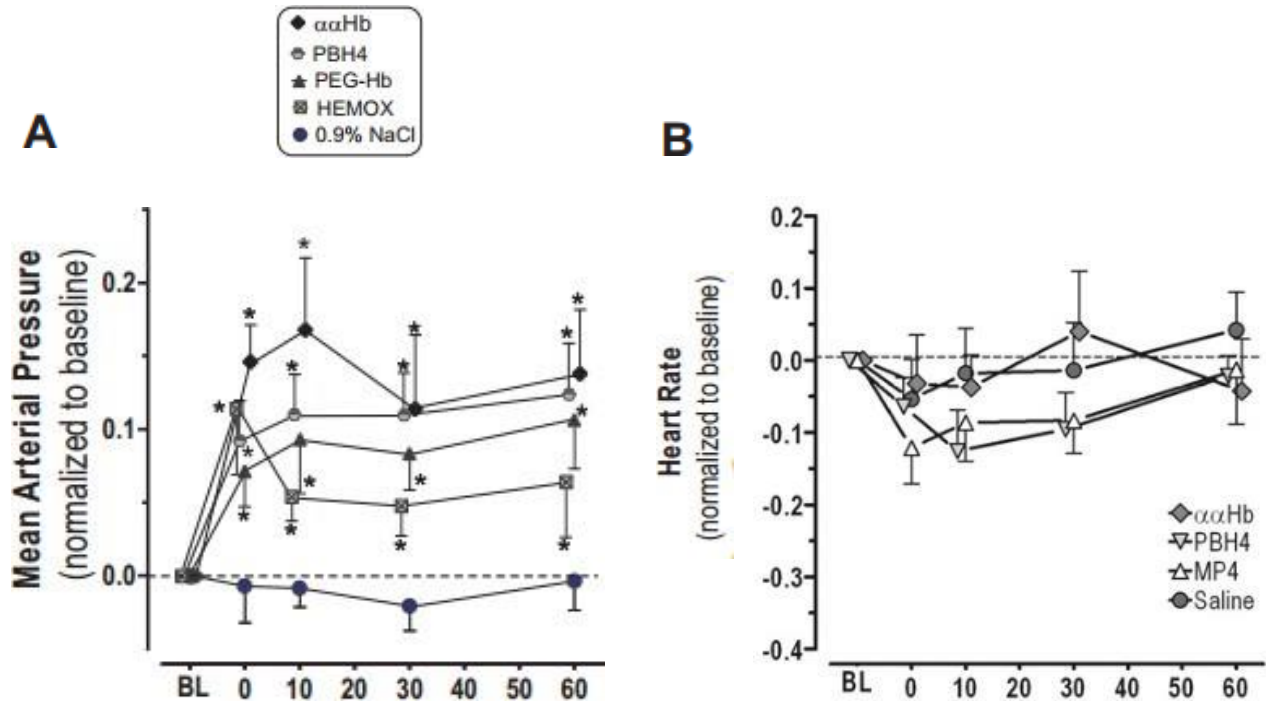 ααHb
PBH4
PEG-Hb
HEMOX
0.9% NaCl
A
Mean Arterial Pressure
(normalized to baseline)
0.2
0.1
0.0
* * * * * * * * * * * * * * * *
BL 0 10 20 30 40 50 60
B
Heart Rate
(normalized to baseline)
0.2
0.1
0.0
-0.1
-0.2
-0.3
-0.4
ααHb
PBH4
MP4
Saline
BL 0 10 20 30 40 50 60